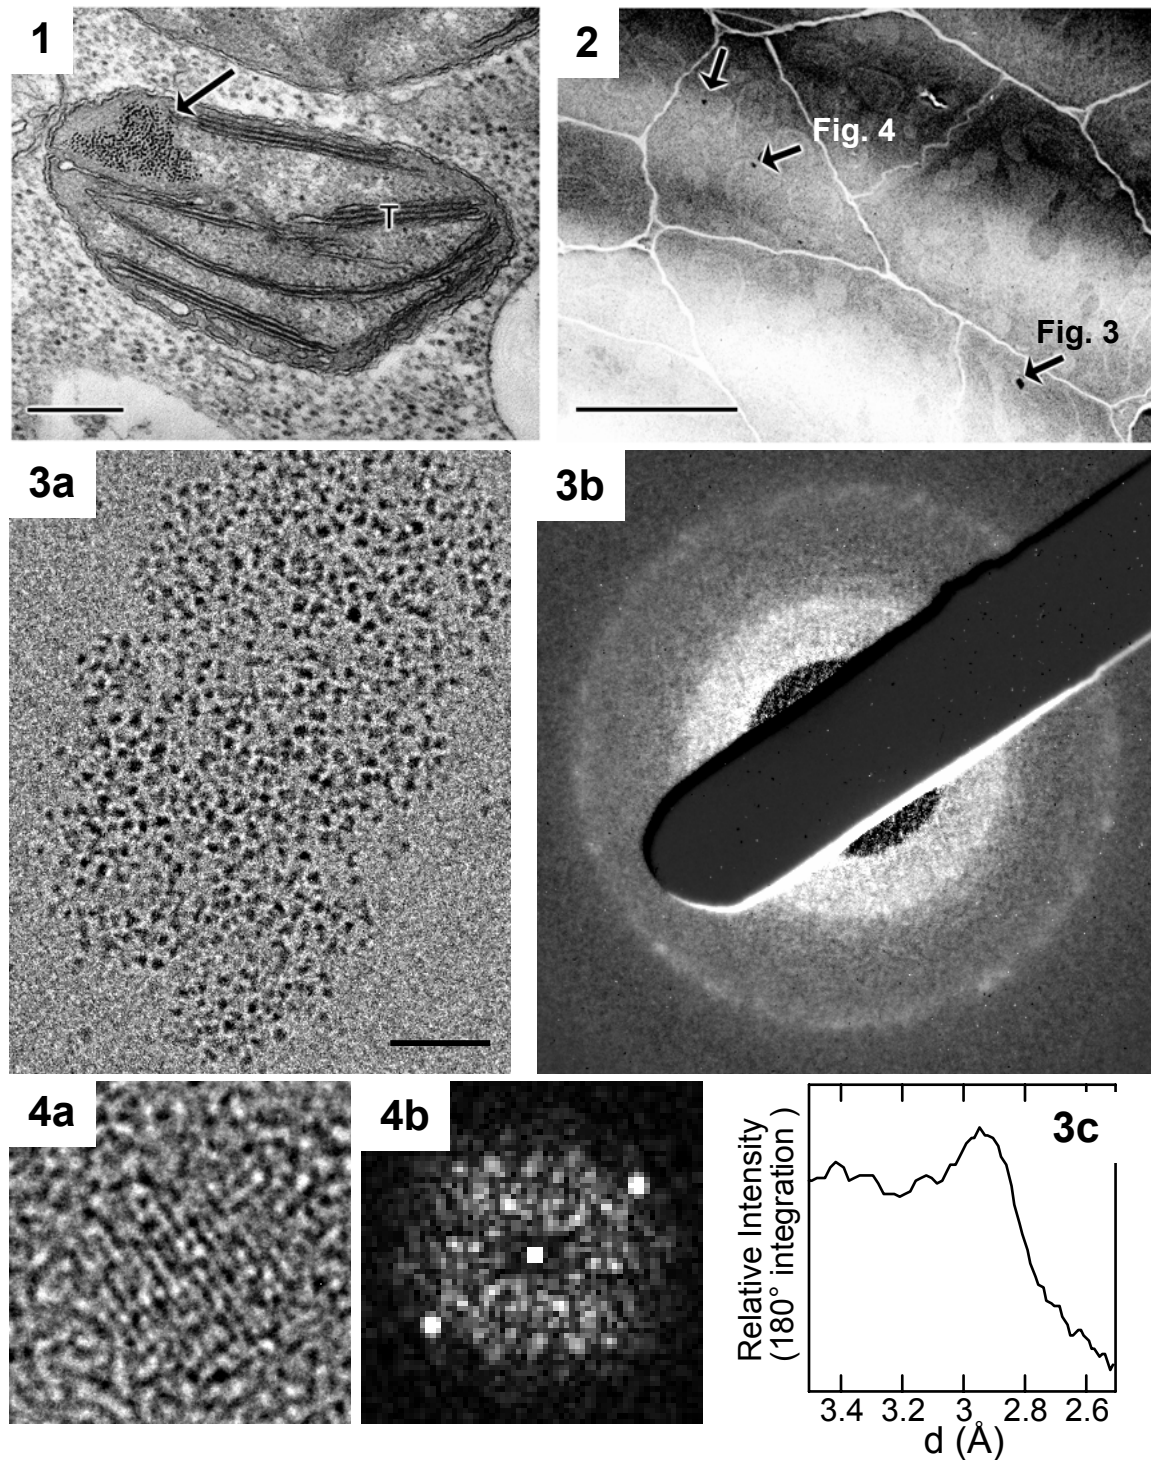 1
T
2
Fig. 4
Fig. 3
3a
3b
4a
4b
3c
Relative Intensity
(180° integration )
3.4 3.2 3 2.8 2.6
d (Å)